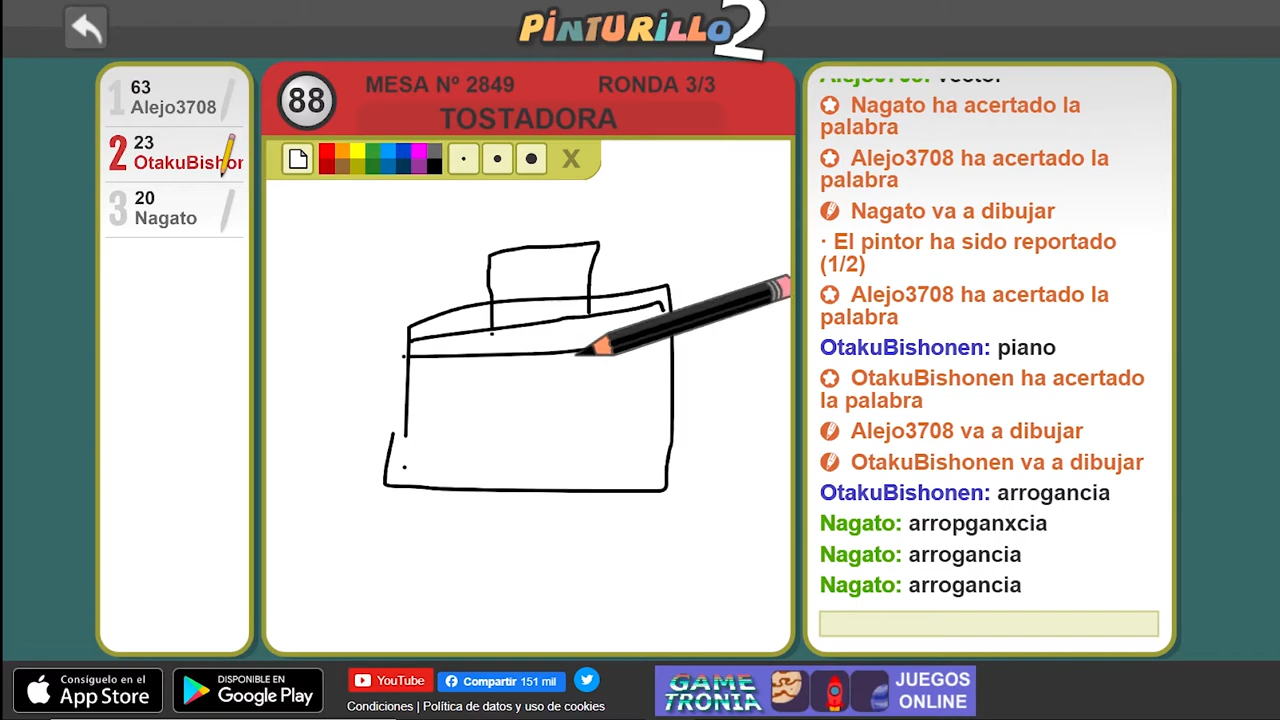 PINTURILLO 2
1 63
Alejo3708
2 23
OtakuBishor
3 20
Nagato
88
MESA Nº 2849
RONDA 3/3
TOSTADORA
X
Nagato ha acertado la
palabra
Alejo3708 ha acertado la
palabra
Nagato va a dibujar
· El pintor ha sido reportado
(1/2)
Alejo3708 ha acertado la
palabra
OtakuBishonen: piano
OtakuBishonen ha acertado
la palabra
Alejo3708 va a dibujar
OtakuBishonen va a dibujar
OtakuBishonen: arrogancia
Nagato: arropganxcia
Nagato: arrogancia
Nagato: arrogancia
Consíguelo en el
App Store
DISPONIBLE EN
Google Play
YouTube
Compartir 151 mil
Condiciones | Política de datos y uso de cookies
GAME
TRONIA
JUEGOS
ONLINE